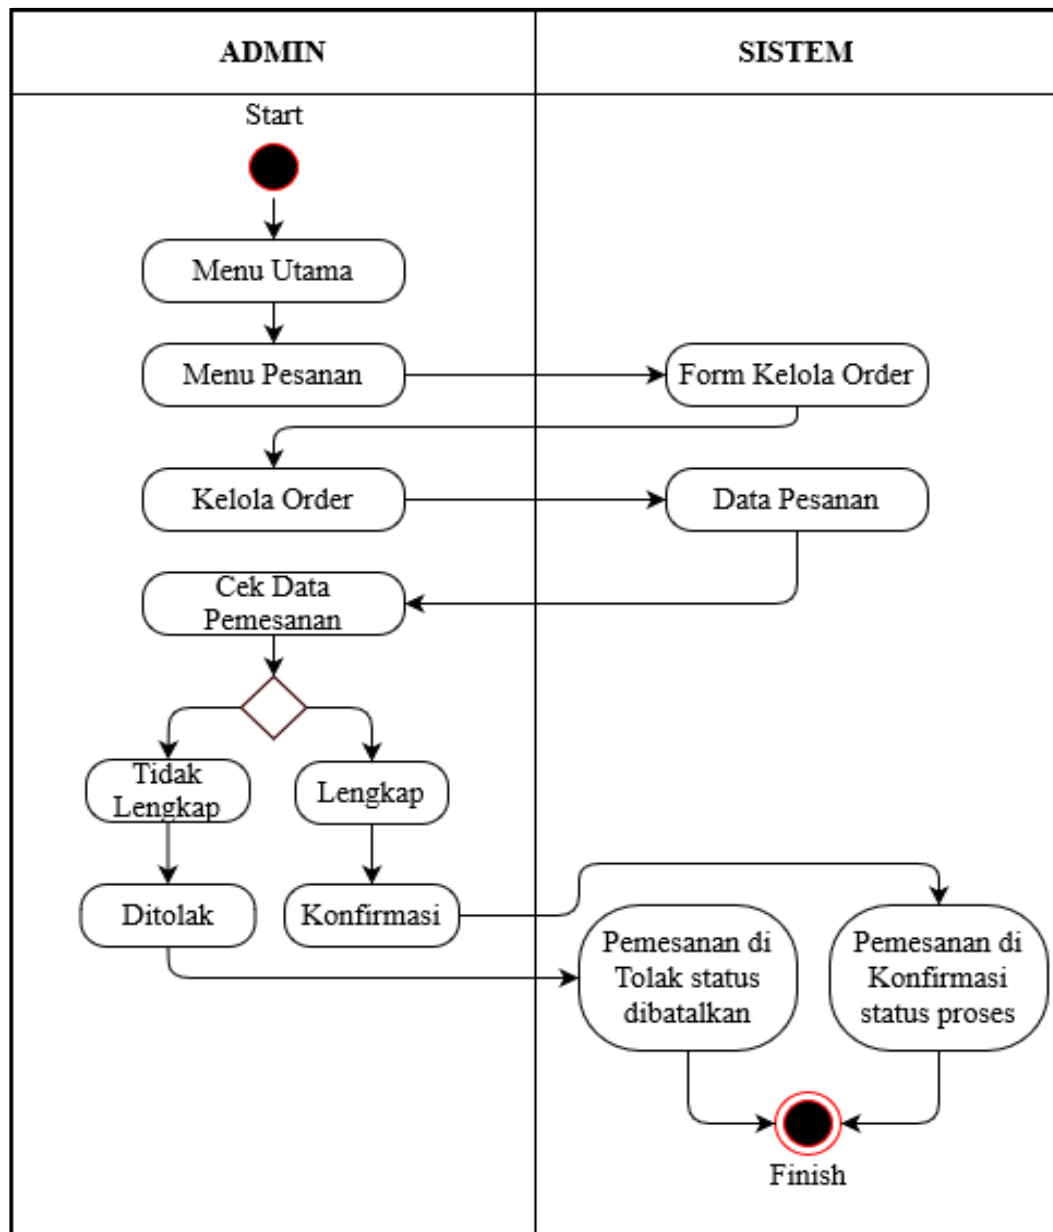 ADMIN
SISTEM
Start
Menu Utama
Menu Pesanan
Form Kelola Order
Kelola Order
Data Pesanan
Cek Data
Pemesanan
Tidak
Lengkap
Lengkap
Ditolak
Konfirmasi
Pemesanan di
Tolak status
dibatalkan
Pemesanan di
Konfirmasi
status proses
Finish